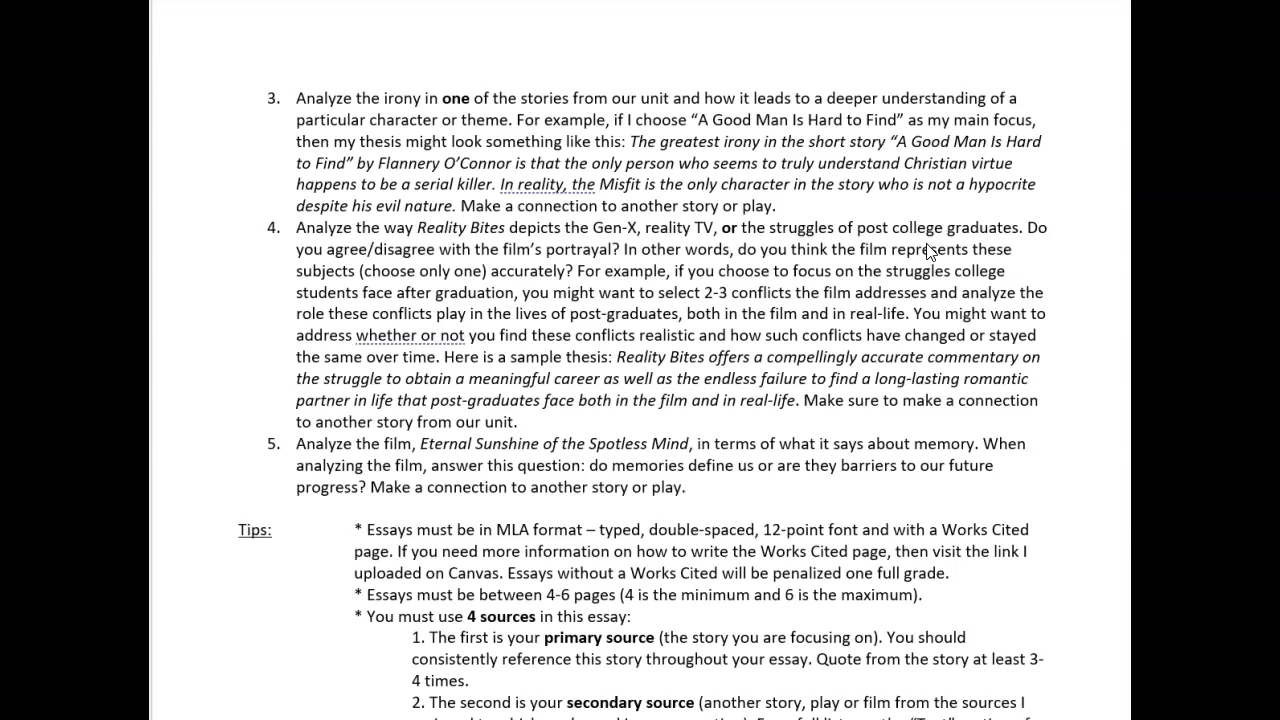 3. Analyze the irony in one of the stories from our unit and how it leads to a deeper understanding of a
particular character or theme. For example, if I choose “A Good Man Is Hard to Find” as my main focus,
then my thesis might look something like this: The greatest irony in the short story “A Good Man Is Hard
to Find” by Flannery O’Connor is that the only person who seems to truly understand Christian virtue
happens to be a serial killer. In reality, the Misfit is the only character in the story who is not a hypocrite
despite his evil nature. Make a connection to another story or play.
4. Analyze the way Reality Bites depicts the Gen-X, reality TV, or the struggles of post college graduates. Do
you agree/disagree with the film’s portrayal? In other words, do you think the film represents these
subjects (choose only one) accurately? For example, if you choose to focus on the struggles college
students face after graduation, you might want to select 2-3 conflicts the film addresses and analyze the
role these conflicts play in the lives of post-graduates, both in the film and in real-life. You might want to
address whether or not you find these conflicts realistic and how such conflicts have changed or stayed
the same over time. Here is a sample thesis: Reality Bites offers a compellingly accurate commentary on
the struggle to obtain a meaningful career as well as the endless failure to find a long-lasting romantic
partner in life that post-graduates face both in the film and in real-life. Make sure to make a connection
to another story from our unit.
5. Analyze the film, Eternal Sunshine of the Spotless Mind, in terms of what it says about memory. When
analyzing the film, answer this question: do memories define us or are they barriers to our future
progress? Make a connection to another story or play.
Tips: * Essays must be in MLA format – typed, double-spaced, 12-point font and with a Works Cited
page. If you need more information on how to write the Works Cited page, then visit the link I
uploaded on Canvas. Essays without a Works Cited will be penalized one full grade.
* Essays must be between 4-6 pages (4 is the minimum and 6 is the maximum).
* You must use 4 sources in this essay:
1. The first is your primary source (the story you are focusing on). You should
consistently reference this story throughout your essay. Quote from the story at least 3-
4 times.
2. The second is your secondary source (another story, play or film from the sources I